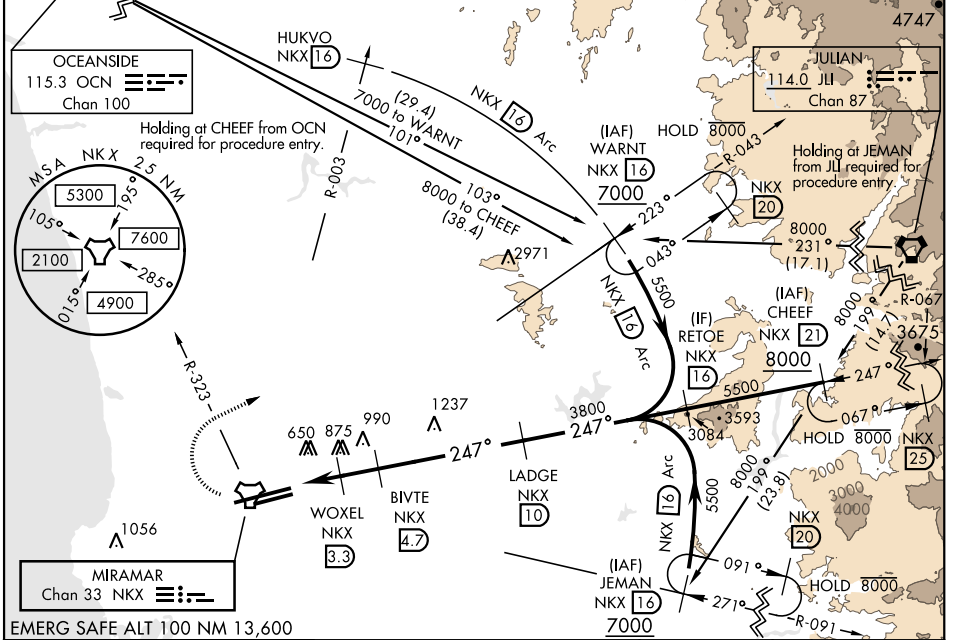 4747
OCEANSIDE
115.3 OCN
Chan 100
HUKVO
NKX 16
JULIAN
114.0 JLI
Chan 87
NKX 16 Arc
(29.4)
7000 to WARNT
101°
103°
8000 to CHEEF
(38.4)
R-003
Holding at CHEEF from OCN
required for procedure entry.
(IAF)
WARNT
NKX 16
7000
HOLD 8000
R-043
Holding at JEMAN
from JLI required for
procedure entry.
NKX
20
223°
043°
MSA NKX 25 NM
5300
195°
105°
7600
2100
285°
015°
4900
2971
8000
231°
(17.1)
5500
NKX 16 Arc
(IF)
RETOE
NKX
16
(IAF)
CHEEF
NKX 21
8000
8000
199°
(14.7)
R-067
3675
247°
067°
HOLD 8000
NKX
25
5500
3593
3084
R-323
3800
247°
247°
650
875
990
1237
LADGE
NKX
10
BIVTE
NKX
4.7
WOXEL
NKX
3.3
8000
199°
(23.8)
2000
3000
4000
NKX 16 Arc
5500
NKX
20
1056
(IAF)
JEMAN
NKX 16
7000
091°
HOLD 8000
271°
R-091
MIRAMAR
Chan 33 NKX
EMERG SAFE ALT 100 NM 13,600